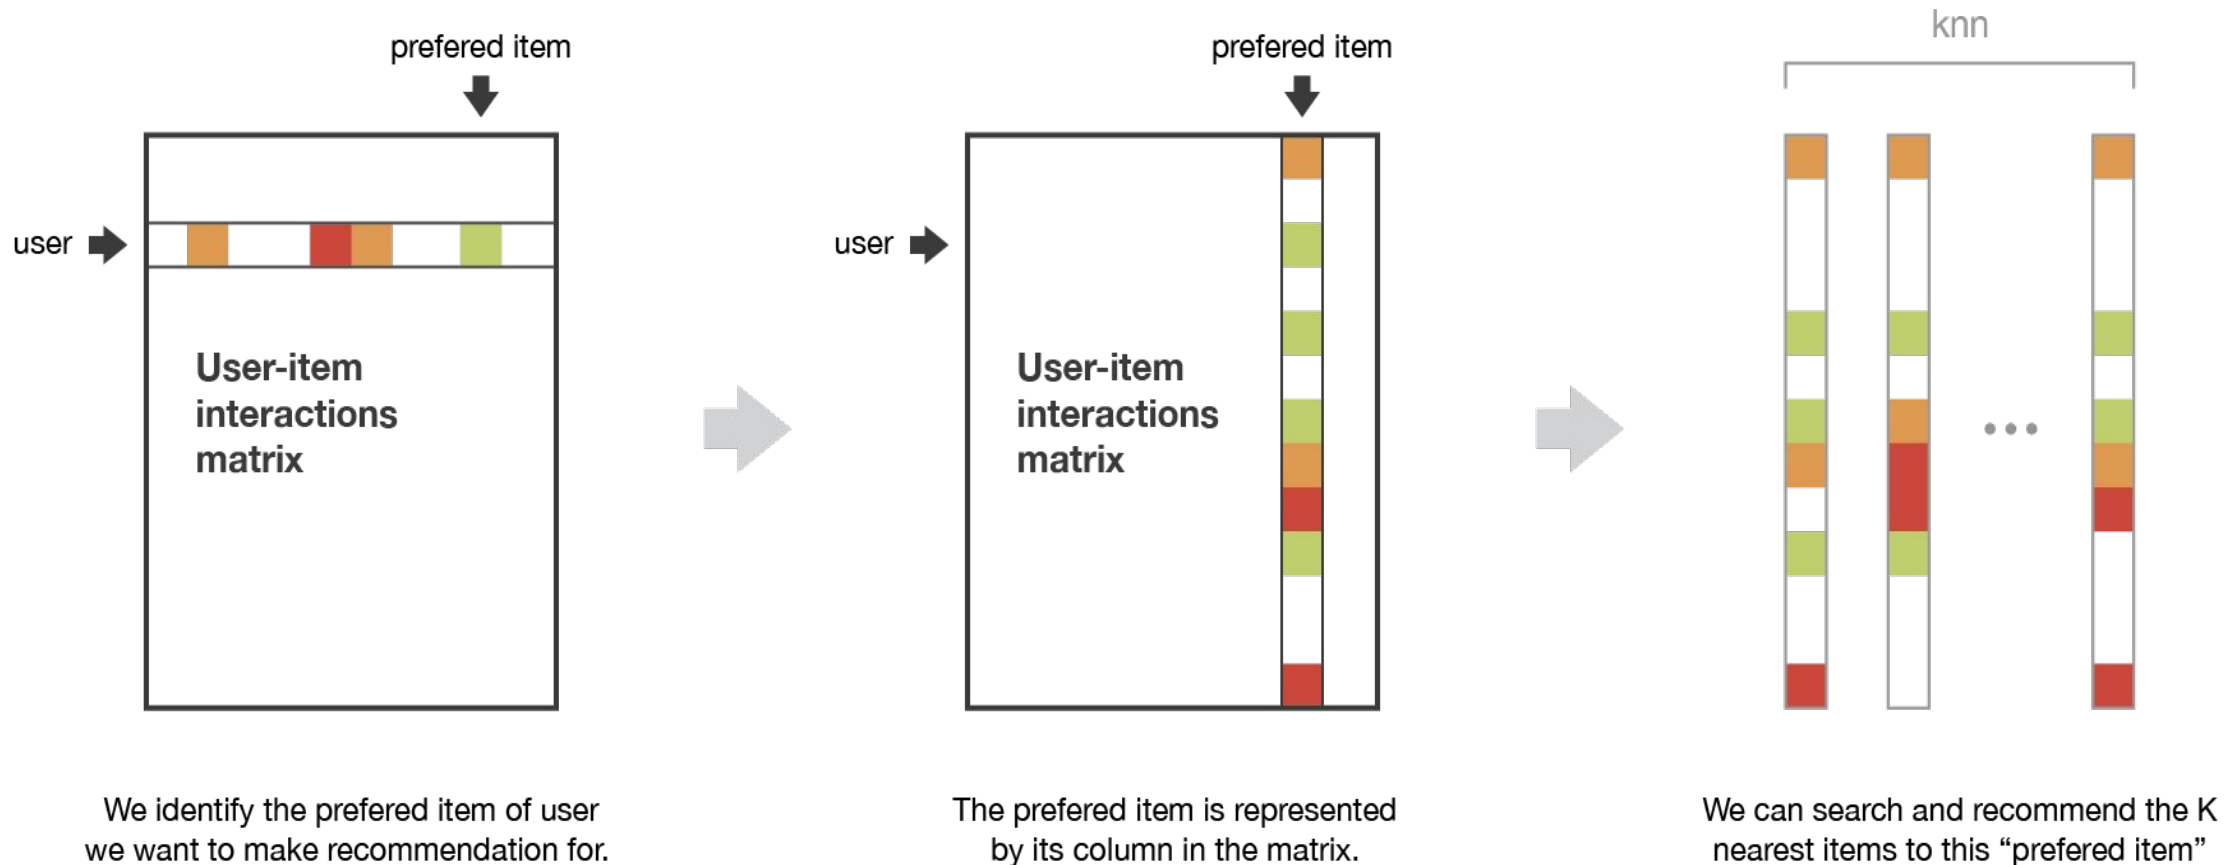 prefered item
user
User-item
interactions
matrix
We identify the prefered item of user
we want to make recommendation for.
prefered item
user
User-item
interactions
matrix
The prefered item is represented
by its column in the matrix.
knn
We can search and recommend the K
nearest items to this “prefered item”